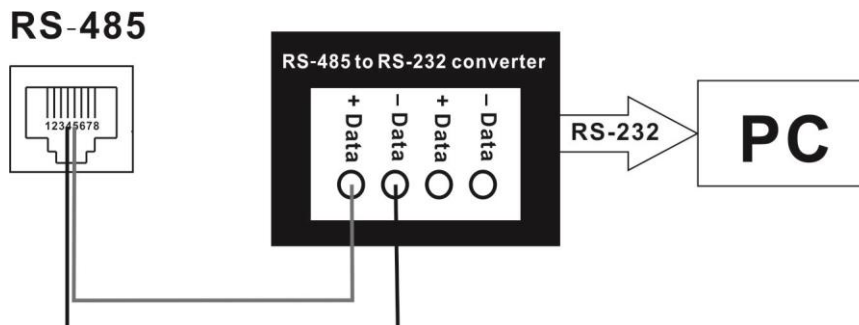 RS-485
RS-485 to RS-232 converter
+ Data
– Data
+ Data
– Data
RS-232
PC
12345678